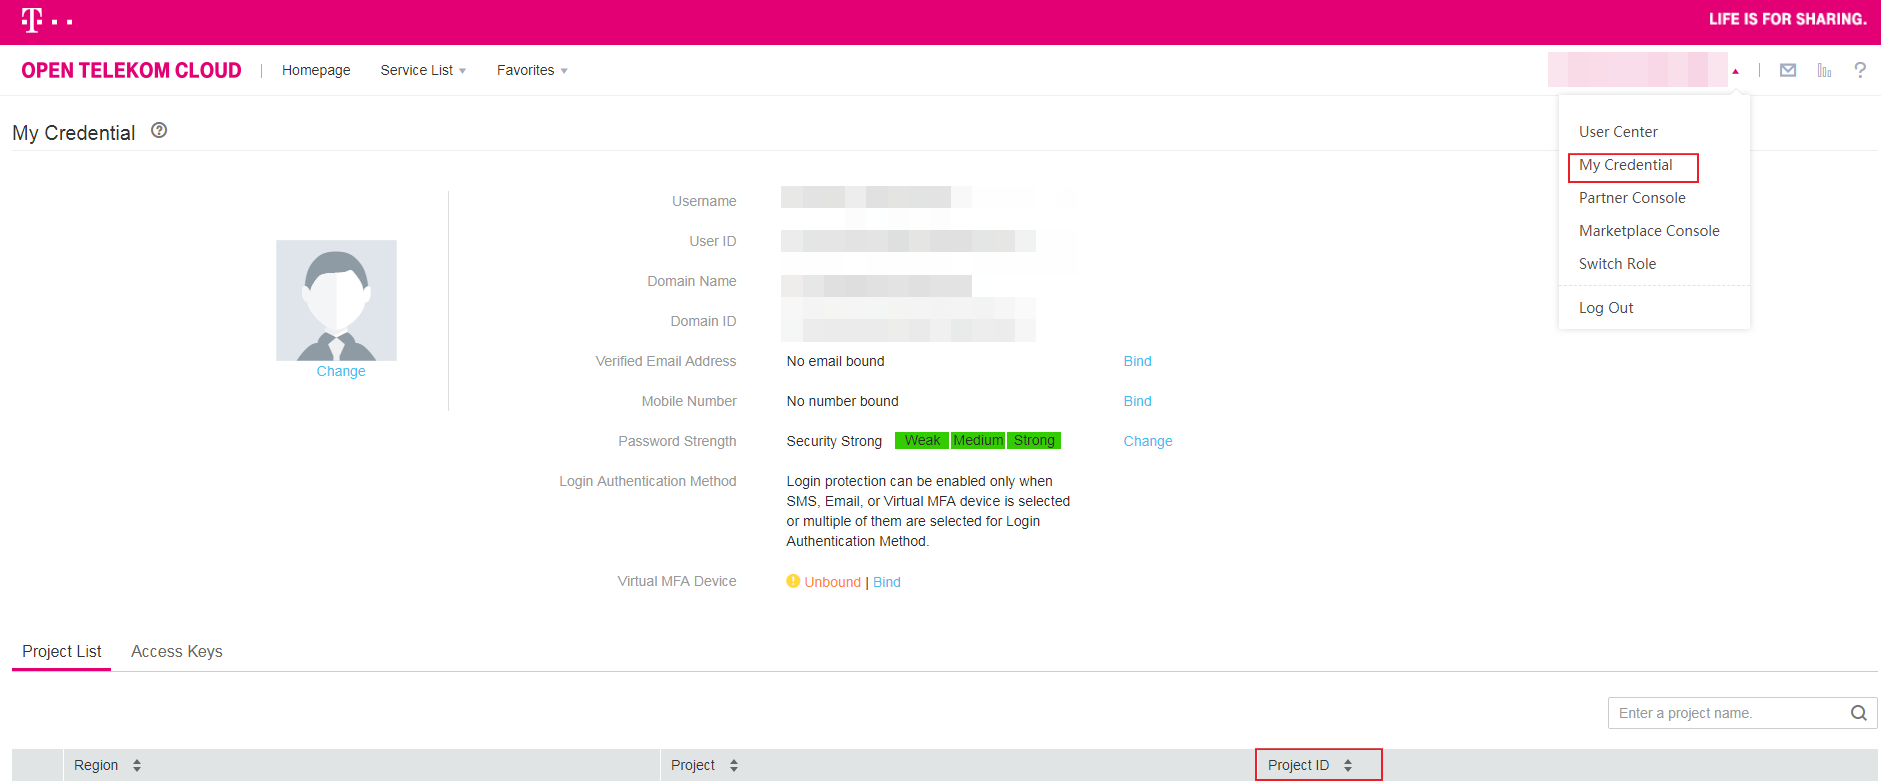 T
LIFE IS FOR SHARING.
OPEN TELEKOM CLOUD
Homepage
Service List
Favorites
My Credential
User Center
My Credential
Partner Console
Marketplace Console
Switch Role
Log Out
Change
Username
User ID
Domain Name
Domain ID
Verified Email Address No email bound Bind
Mobile Number No number bound Bind
Password Strength Security Strong Weak Medium Strong Change
Login Authentication Method Login protection can be enabled only when
SMS, Email, or Virtual MFA device is selected
or multiple of them are selected for Login
Authentication Method.
Virtual MFA Device Unbound | Bind
Project List Access Keys
Enter a project name.
Region Project Project ID